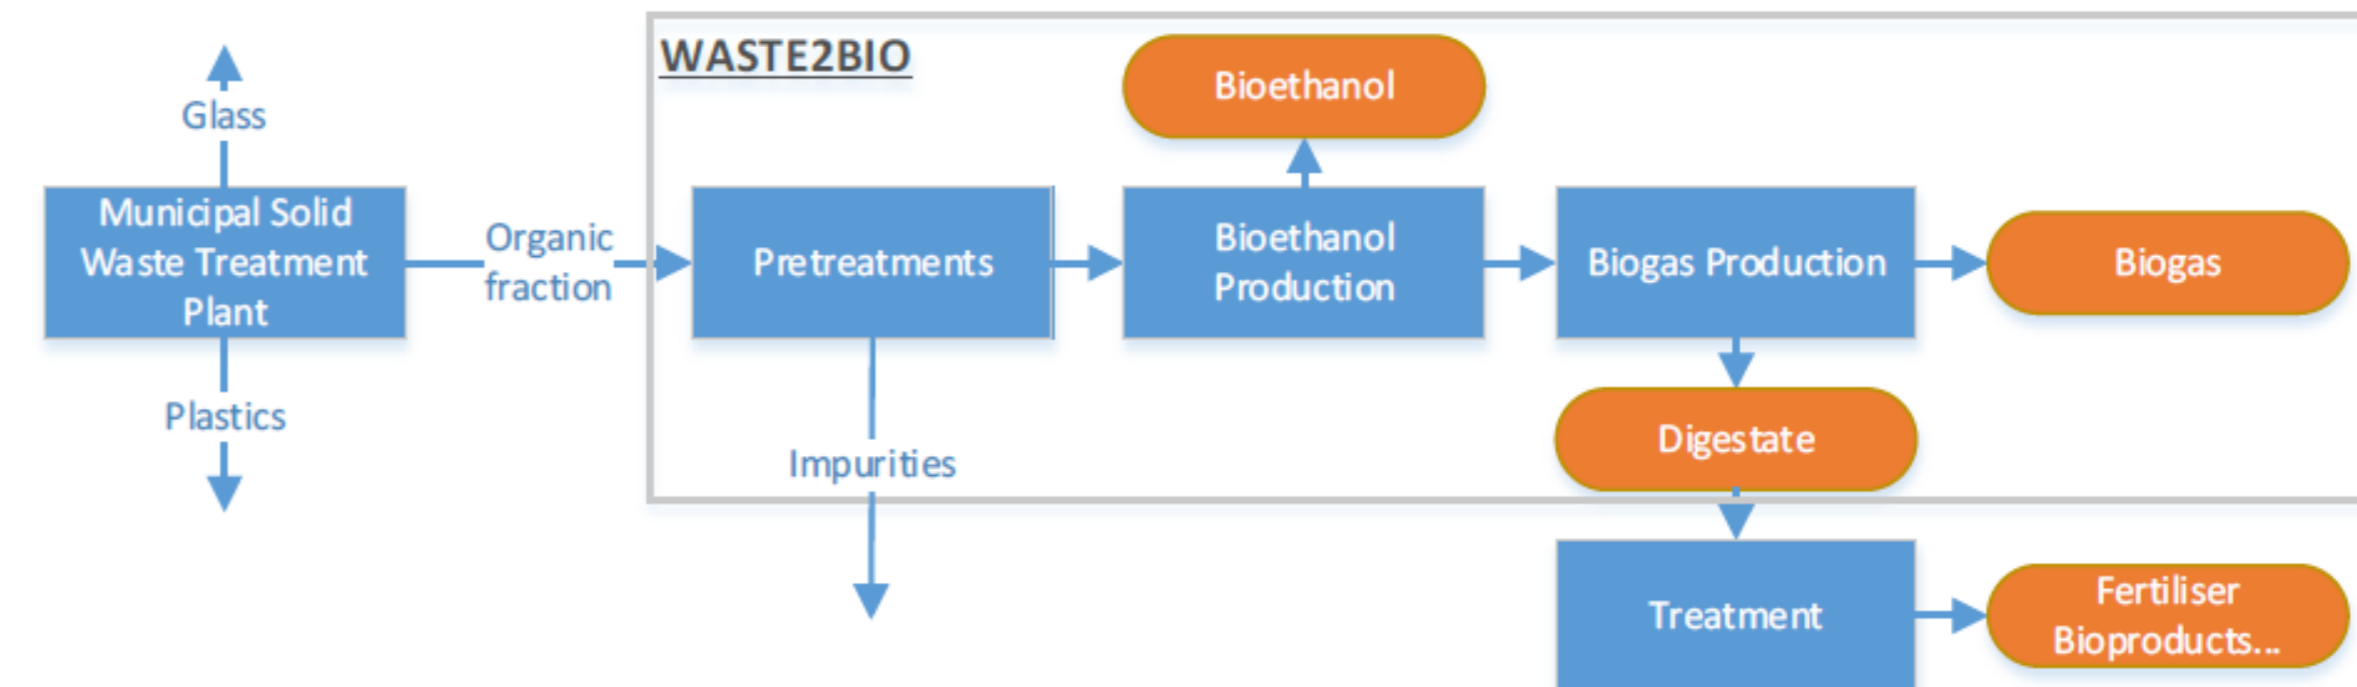 WASTE2BIO
Bioethanol
Glass
Municipal Solid
Waste Treatment
Plant
Organic
fraction
Pretreatments
Bioethanol
Production
Biogas Production
Biogas
Plastics
Impurities
Digestate
Treatment
Fertiliser
Bioproducts...